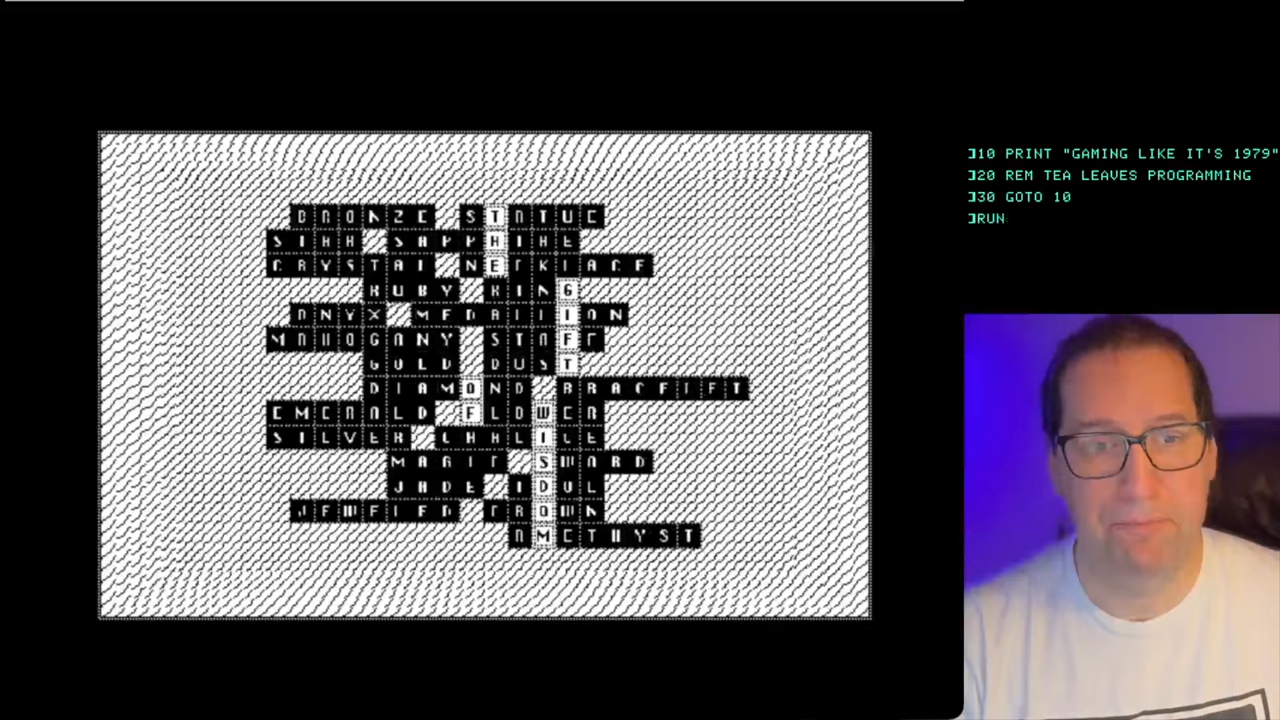 BRONZE STATUE
STAR SAPPHIRE
CRYSTAL NECKLACE
RUBY RING
ONYX MEDALLION
MAHOGANY STAFF
GOLD DUST
DIAMOND BRACELET
EMERALD FLOWER
SILVER CHALICE
MAGIC SWORD
JADE IDOL
JEWELED CROWN
AMETHYST
]10 PRINT "GAMING LIKE IT'S 1979"
]20 REM TEA LEAVES PROGRAMMING
]30 GOTO 10
]RUN